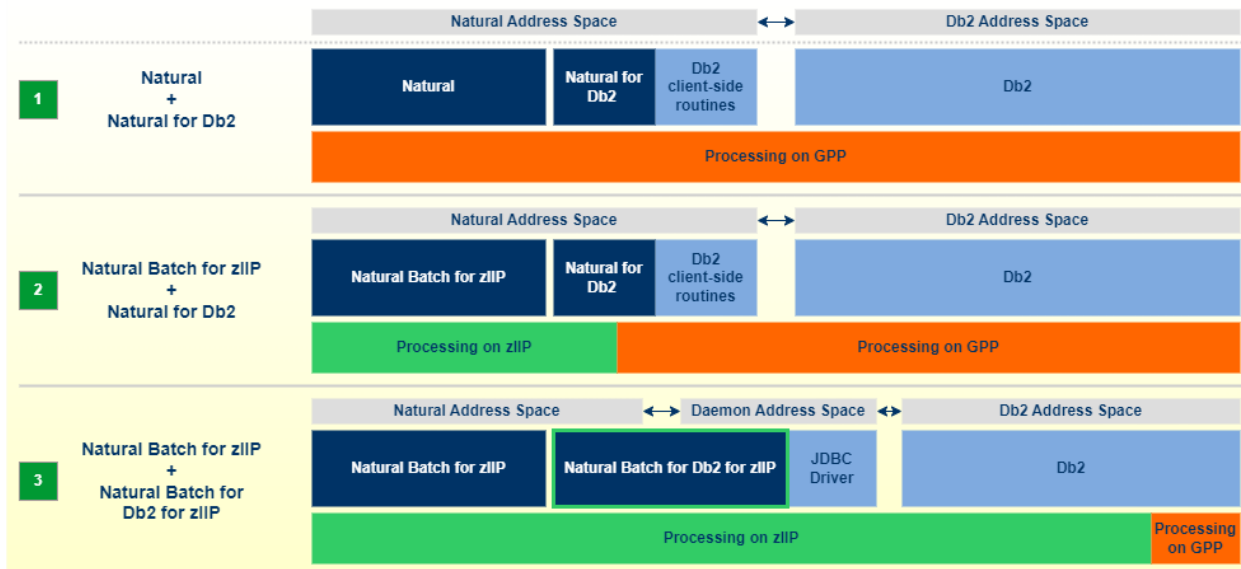 Natural Address Space
Db2 Address Space
1
Natural
+
Natural for Db2
Natural
Natural for
Db2
Db2
client-side
routines
Db2
Processing on GPP
Natural Address Space
Db2 Address Space
2
Natural Batch for zIIP
+
Natural for Db2
Natural Batch for zIIP
Natural for
Db2
Db2
client-side
routines
Db2
Processing on zIIP
Processing on GPP
Natural Address Space
Daemon Address Space
Db2 Address Space
3
Natural Batch for zIIP
+
Natural Batch for
Db2 for zIIP
Natural Batch for zIIP
Natural Batch for Db2 for zIIP
JDBC
Driver
Db2
Processing on zIIP
Processing
on GPP